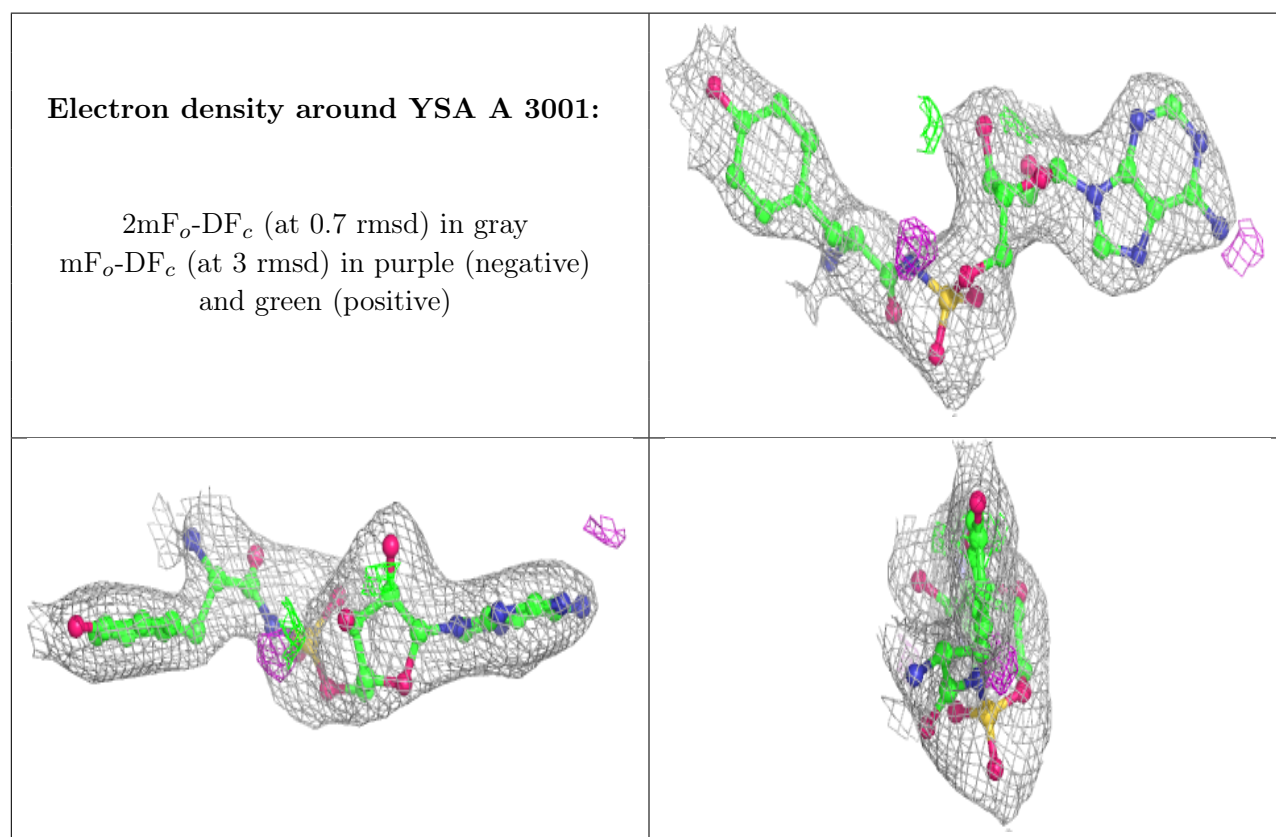 Electron density around YSA A 3001:
2mFo-DFc (at 0.7 rmsd) in gray
mFo-DFc (at 3 rmsd) in purple (negative)
and green (positive)